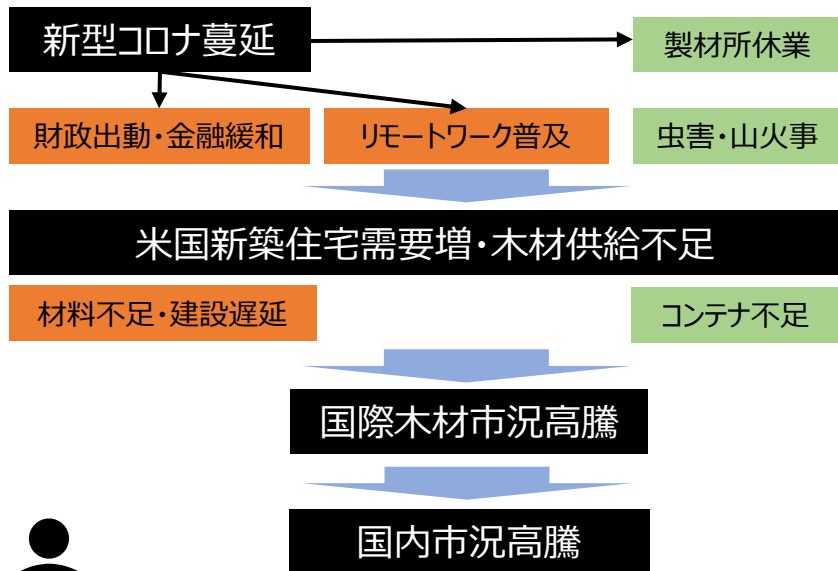 新型コロナ蔓延
製材所休業
財政出動・金融緩和
リモートワーク普及
虫害・山火事
米国新築住宅需要増・木材供給不足
材料不足・建設遅延
コンテナ不足
国際木材市況高騰
国内市況高騰